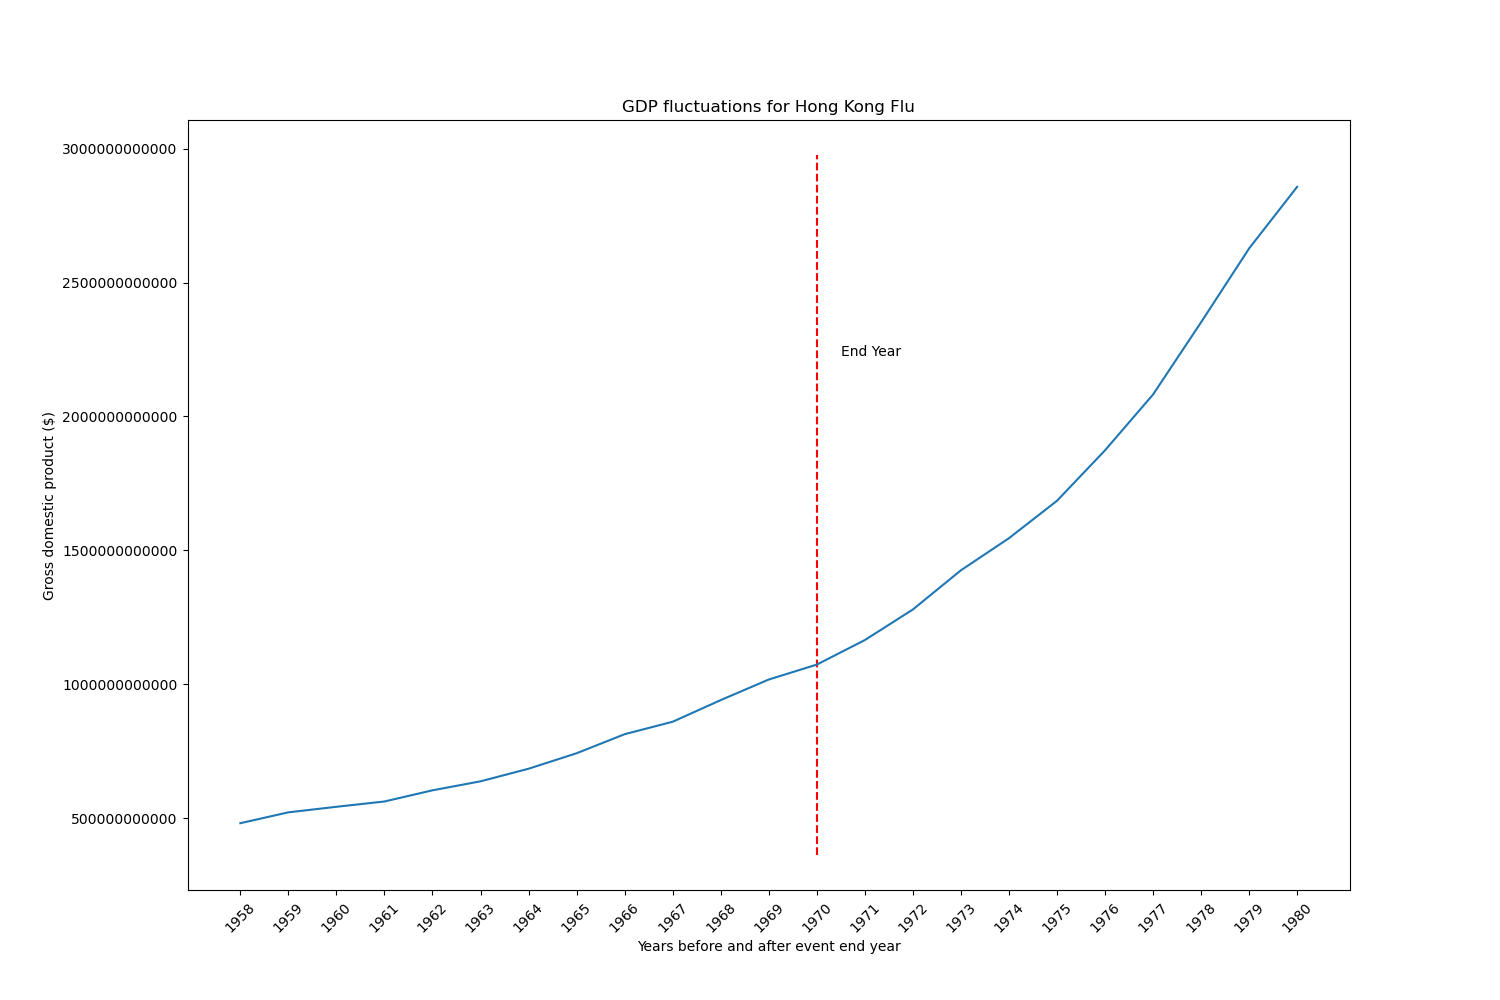 GDP fluctuations for Hong Kong Flu
3000000000000
2500000000000
2000000000000
1500000000000
1000000000000
500000000000
Gross domestic product ($)
End Year
1958 1959 1960 1961 1962 1963 1964 1965 1966 1967 1968 1969 1970 1971 1972 1973 1974 1975 1976 1977 1978 1979 1980
Years before and after event end year